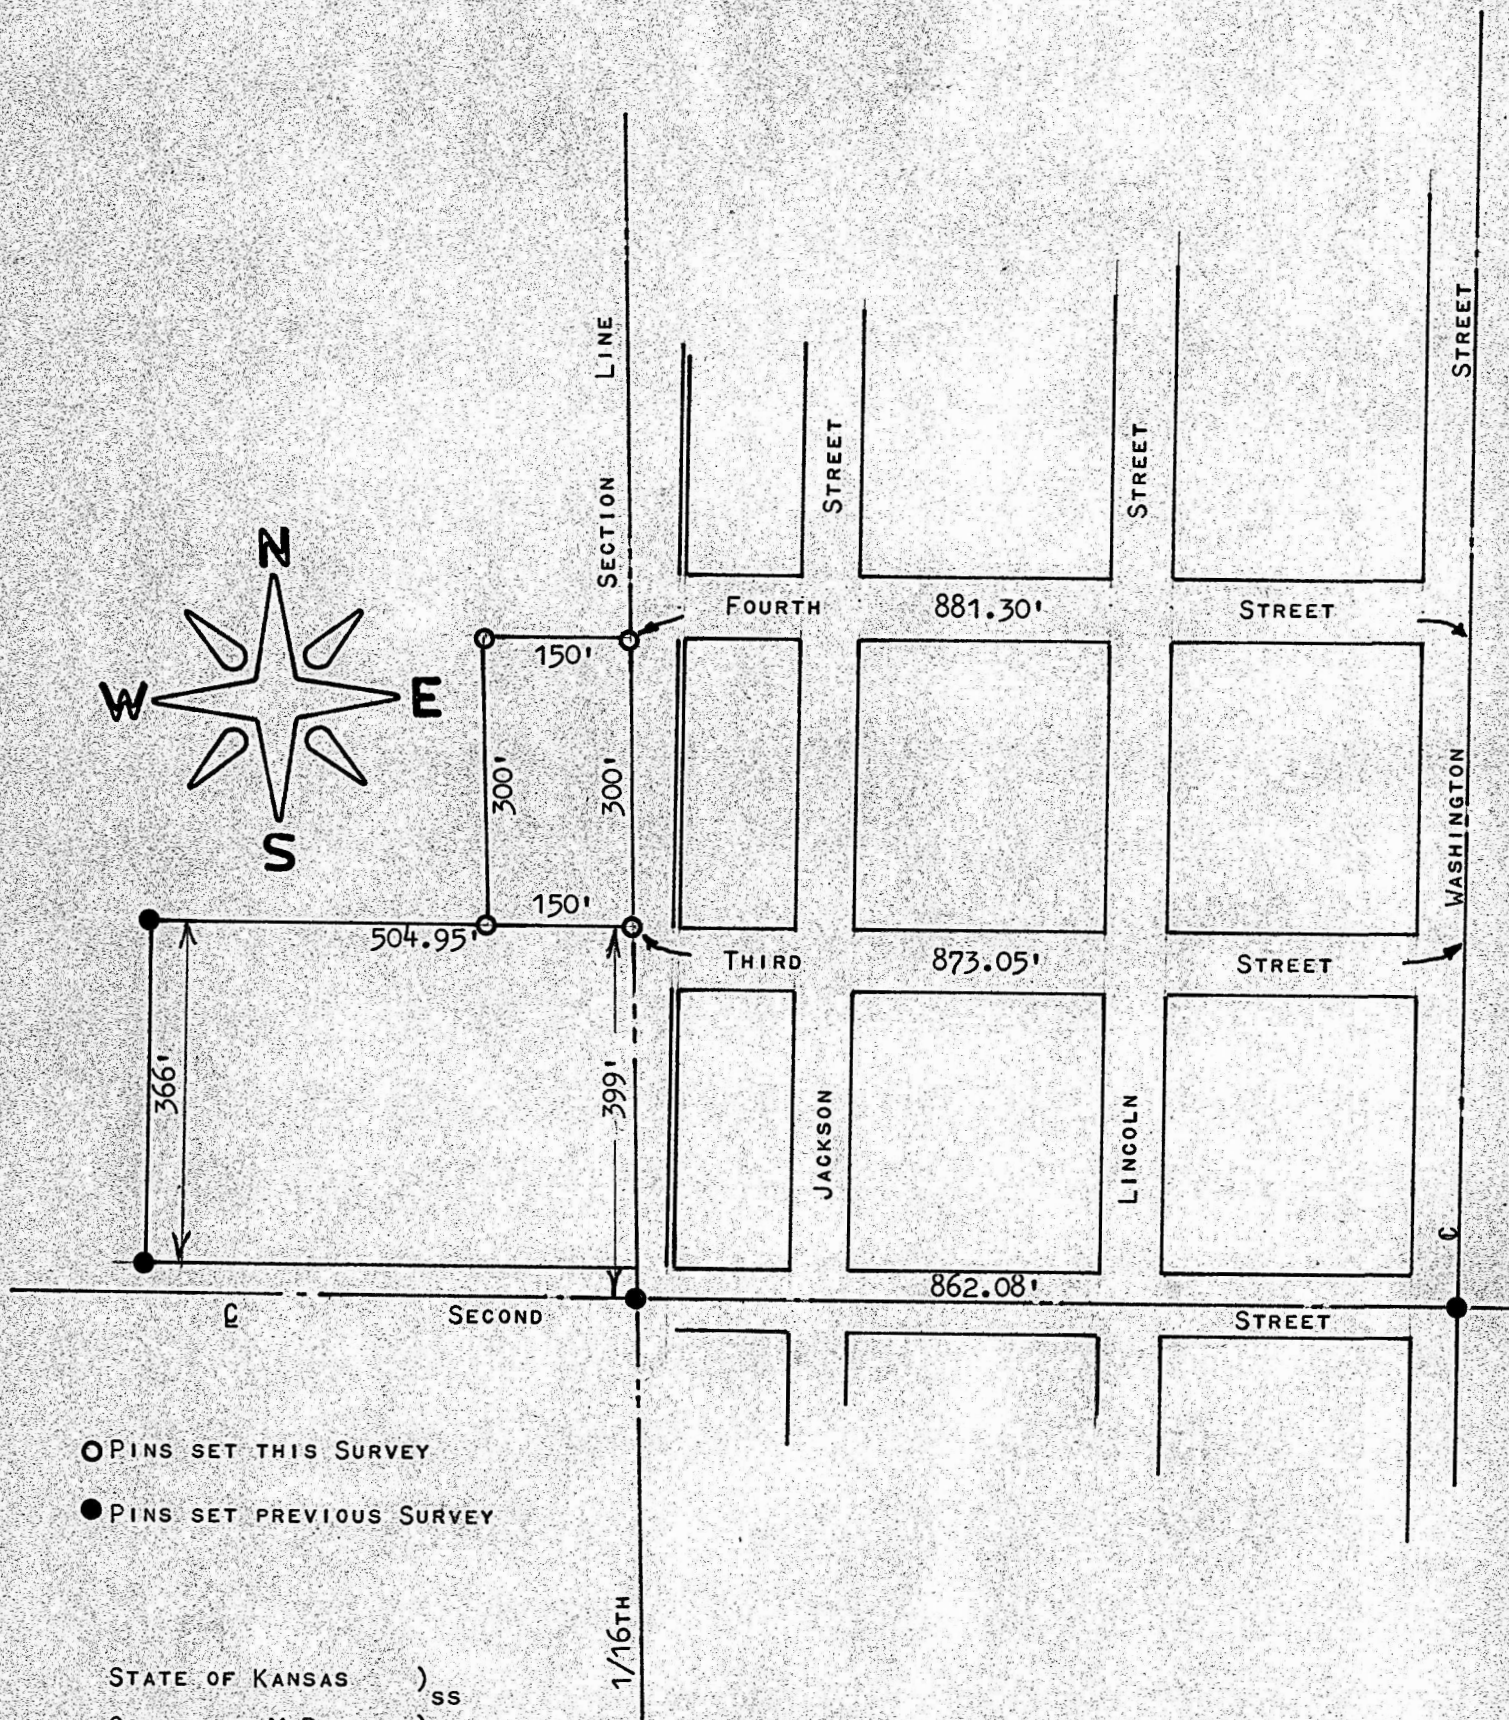 STREET
LINE
STREET
STREET
SECTION
N
W
E
S
FOURTH 881.30' STREET
150'
300'
300'
WASHINGTON
150'
504.95'
THIRD 873.05' STREET
366'
399'
JACKSON
LINCOLN
℄
862.08'
℄ SECOND STREET
PINS SET THIS SURVEY
PINS SET PREVIOUS SURVEY
1/16TH
STATE OF KANSAS )
SS